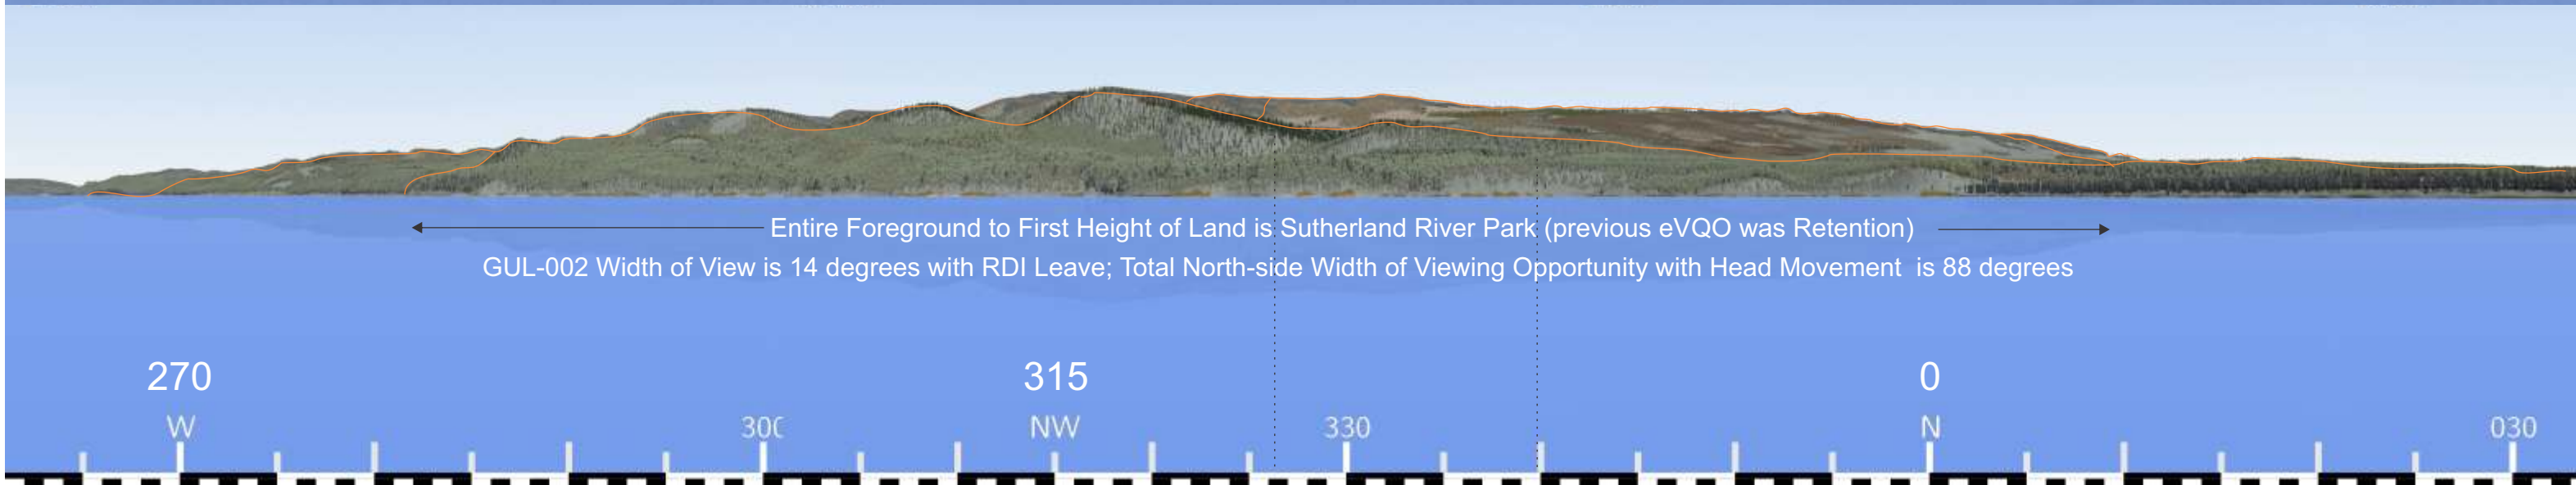 Entire Foreground to First Height of Land is Sutherland River Park (previous eVQO was Retention)
GUL-002 Width of View is 14 degrees with RDI Leave; Total North-side Width of Viewing Opportunity with Head Movement is 88 degrees
270 315 0
W 300 NW 330 N 030